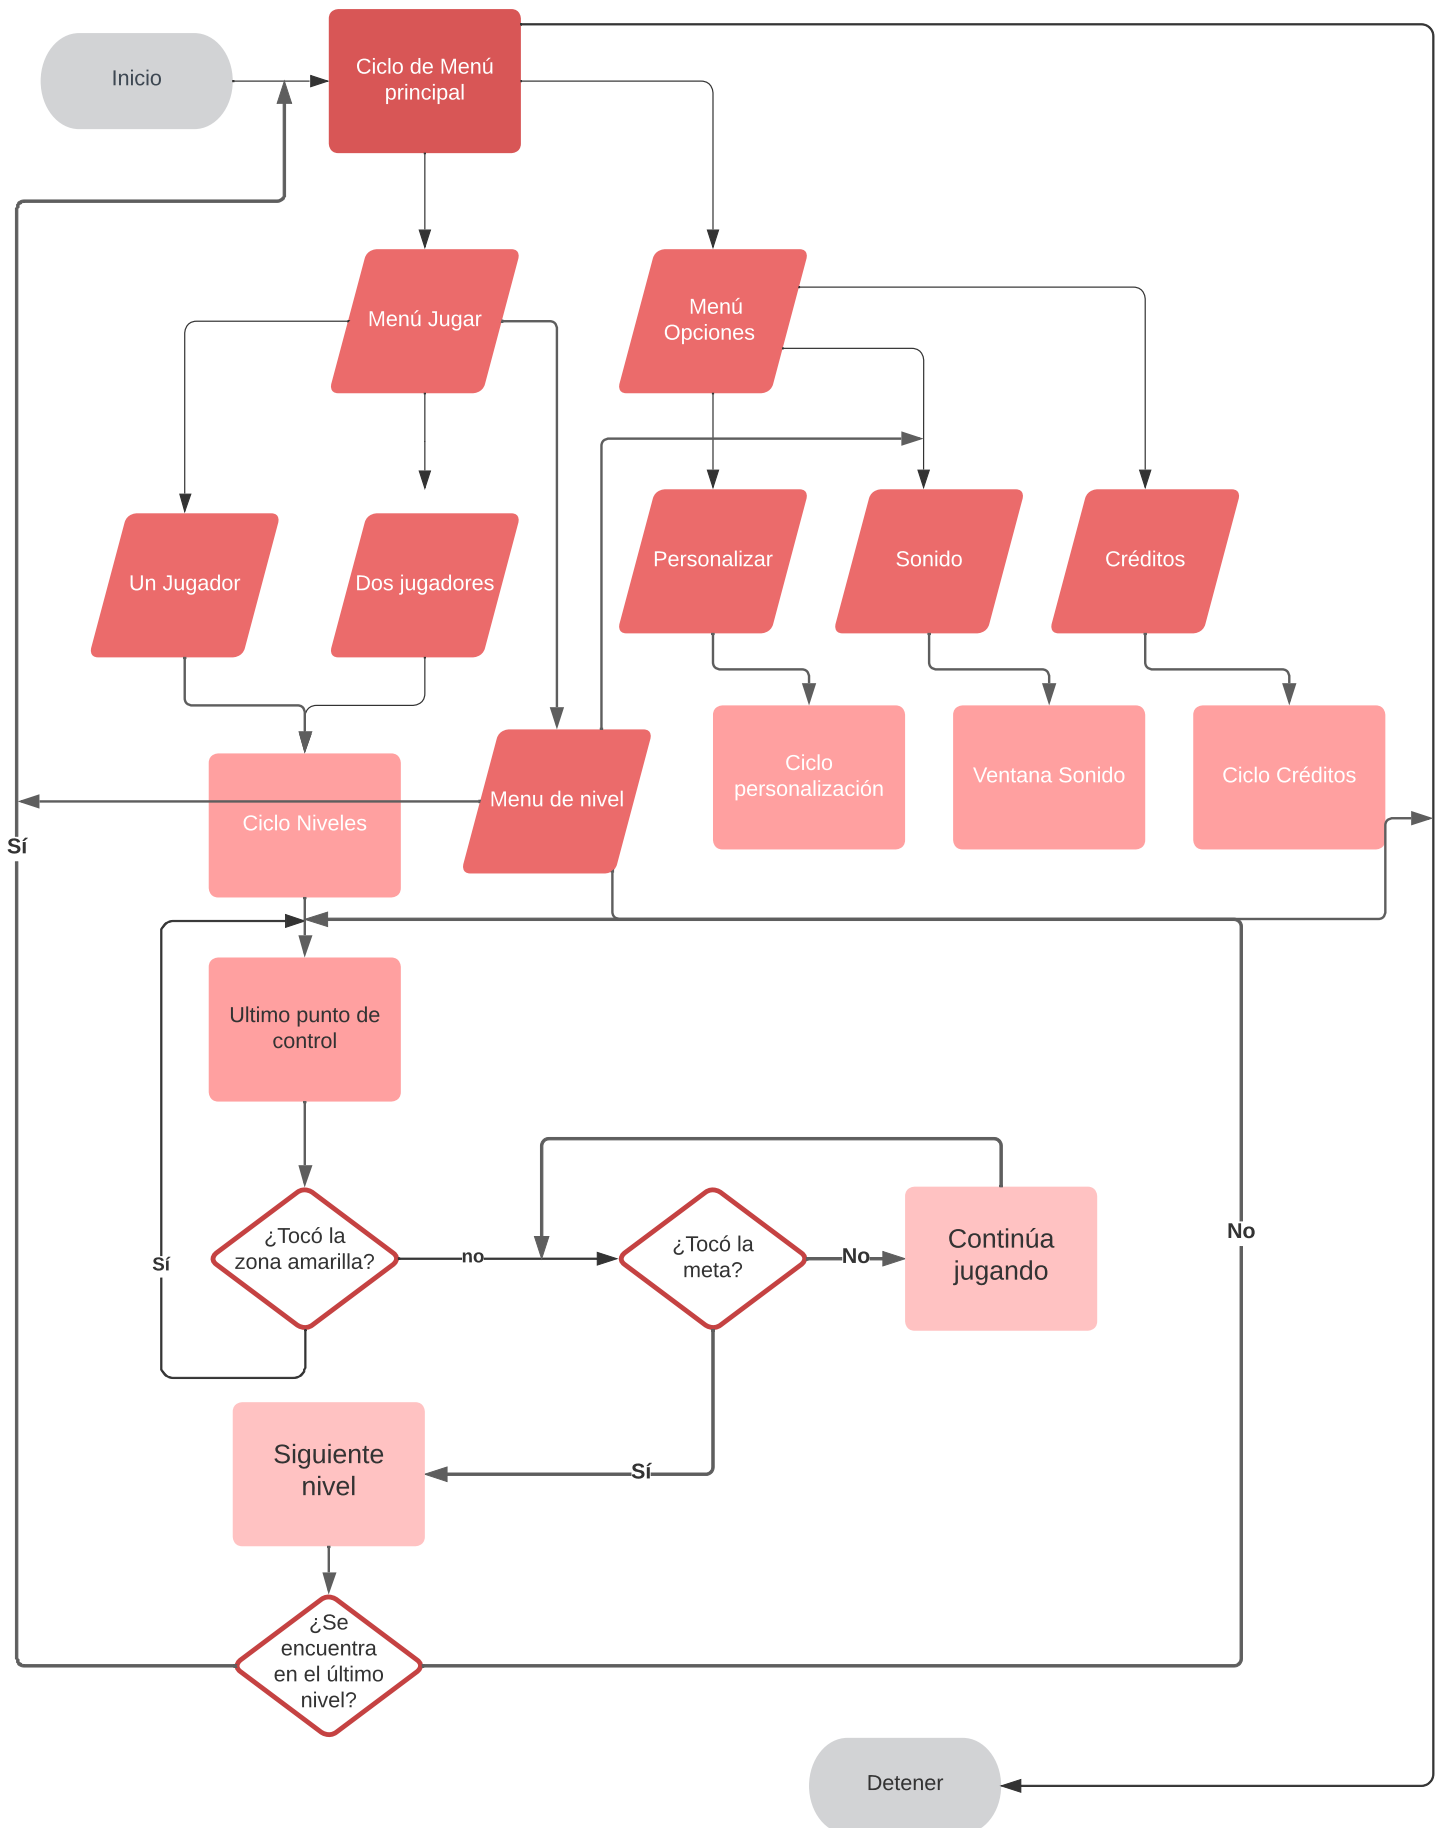 Inicio
Ciclo de Menú
principal
Menú Jugar
Menú
Opciones
Un Jugador
Dos jugadores
Personalizar
Sonido
Créditos
Menu de nivel
Ciclo
personalización
Ventana Sonido
Ciclo Créditos
Ciclo Niveles
Sí
Ultimo punto de
control
¿Tocó la
zona amarilla?
Sí
no
¿Tocó la
meta?
No
Continúa
jugando
No
Siguiente
nivel
Sí
¿Se
encuentra
en el último
nivel?
Detener